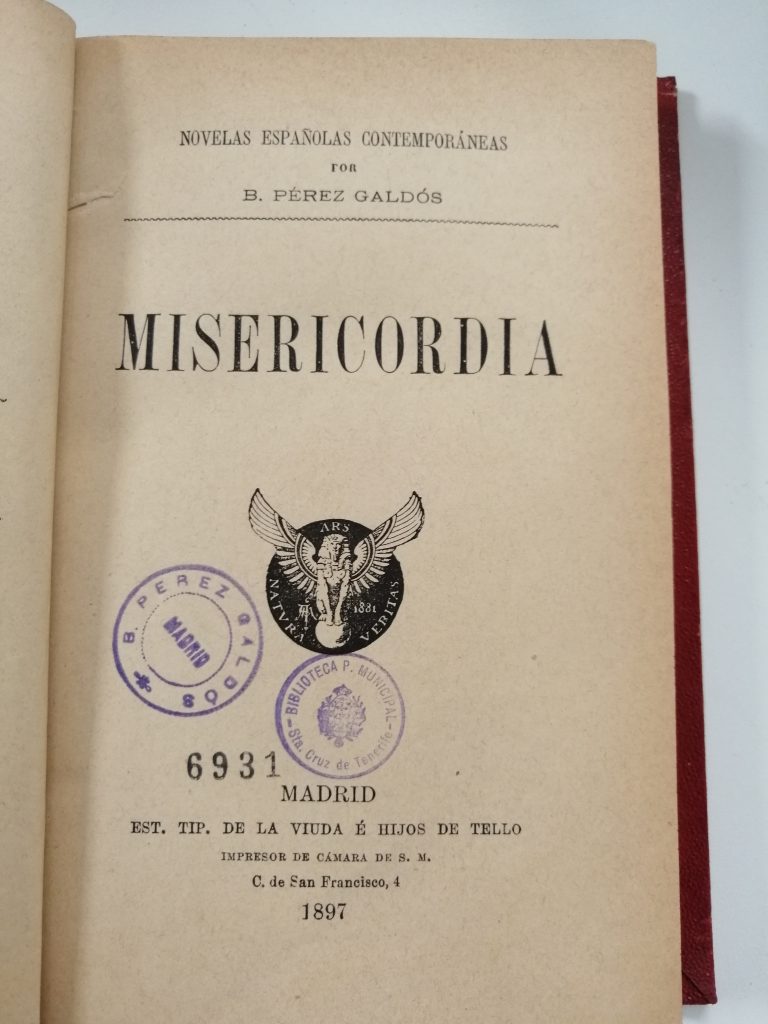 NOVELAS ESPAÑOLAS CONTEMPORÁNEAS
POR
B. PÉREZ GALDÓS
MISERICORDIA
ARS
NATVRA
VERITAS
1881
B. PEREZ GALDÓS
MADRID
BIBLIOTECA P. MUNICIPAL
Sta. Cruz de Tenerife
6931
MADRID
EST. TIP. DE LA VIUDA É HIJOS DE TELLO
IMPRESOR DE CÁMARA DE S. M.
C. de San Francisco, 4
1897